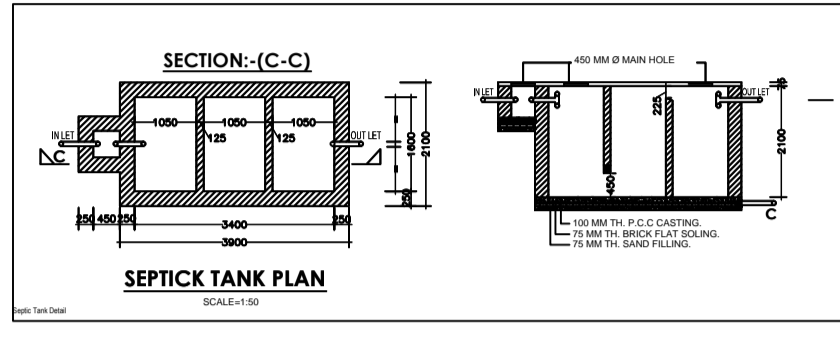 SECTION:-(C-C)
450 MM Ø MAIN HOLE
IN LET
OUT LET
1050
1050
1050
125
125
IN LET
OUT LET
C
1600
2100
250
250
450
250
3400
250
3900
225
450
2100
C
100 MM TH. P.C.C CASTING.
75 MM TH. BRICK FLAT SOLING.
75 MM TH. SAND FILLING.
SEPTICK TANK PLAN
SCALE=1:50
Septic Tank Detail